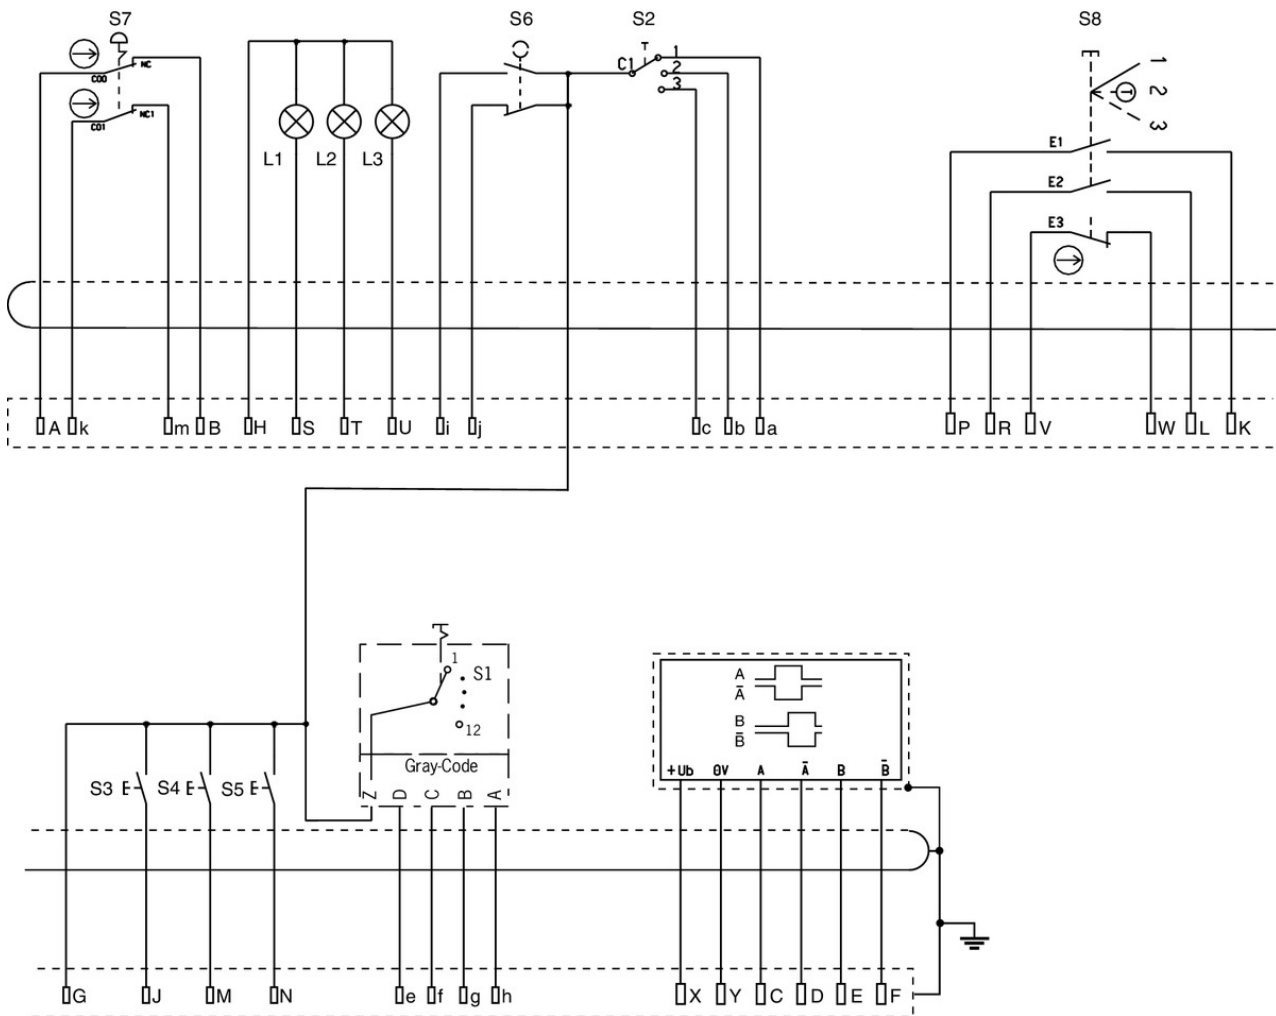 S7 S6 S2 S8
NC
C00
NC1
C01
L1 L2 L3
C1 1
2
3
1
2
3
E1
E2
E3
A k m B H S T U i j c b a P R V W L K
1
S1
12
Gray-Code
Z D C B A
S3 S4 S5
A
A̅
B
B̅
+Ub 0V A A̅ B B̅
G J M N e f g h X Y C D E F